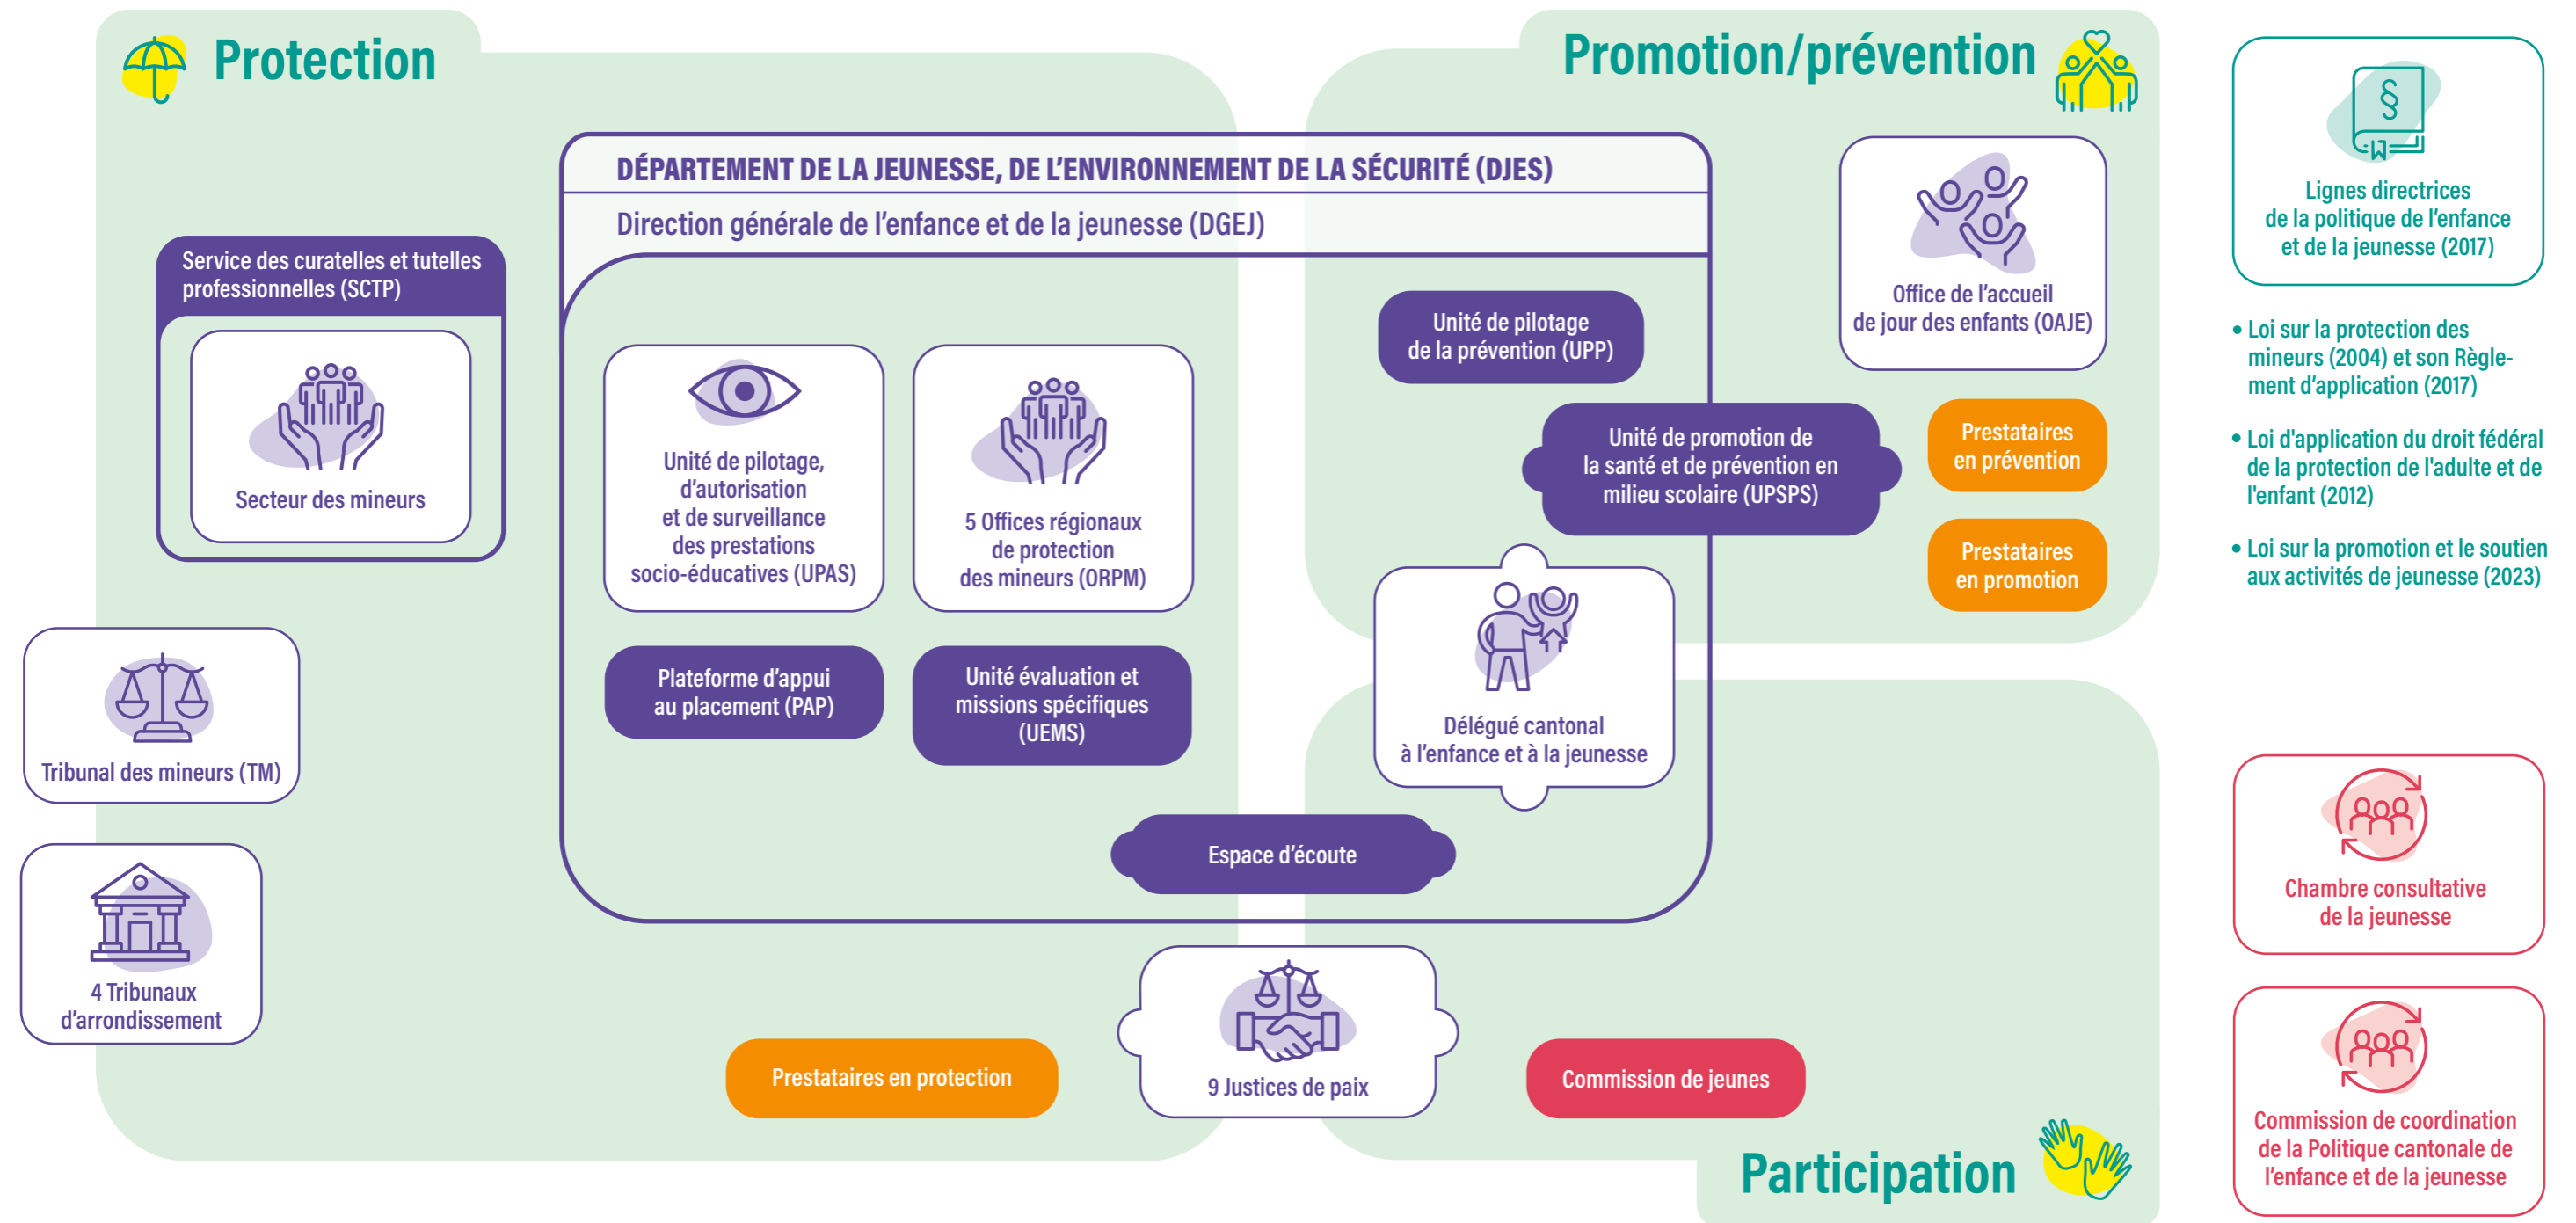 Protection
Promotion/prévention
DÉPARTEMENT DE LA JEUNESSE, DE L'ENVIRONNEMENT DE LA SÉCURITÉ (DJES)
Direction générale de l'enfance et de la jeunesse (DGEJ)
Service des curatelles et tutelles
professionnelles (SCTP)
Secteur des mineurs
Unité de pilotage,
d'autorisation
et de surveillance
des prestations
socio-éducatives (UPAS)
5 Offices régionaux
de protection
des mineurs (ORPM)
Plateforme d'appui
au placement (PAP)
Unité évaluation et
missions spécifiques
(UEMS)
Unité de pilotage
de la prévention (UPP)
Office de l'accueil
de jour des enfants (OAJE)
Unité de promotion de
la santé et de prévention en
milieu scolaire (UPSPS)
Prestataires
en prévention
Prestataires
en promotion
Délégué cantonal
à l'enfance et à la jeunesse
Espace d'écoute
Tribunal des mineurs (TM)
4 Tribunaux
d'arrondissement
Prestataires en protection
9 Justices de paix
Commission de jeunes
Participation
§
Lignes directrices
de la politique de l'enfance
et de la jeunesse (2017)
• Loi sur la protection des
mineurs (2004) et son Règle-
ment d'application (2017)
• Loi d'application du droit fédéral
de la protection de l'adulte et de
l'enfant (2012)
• Loi sur la promotion et le soutien
aux activités de jeunesse (2023)
Chambre consultative
de la jeunesse
Commission de coordination
de la Politique cantonale de
l'enfance et de la jeunesse